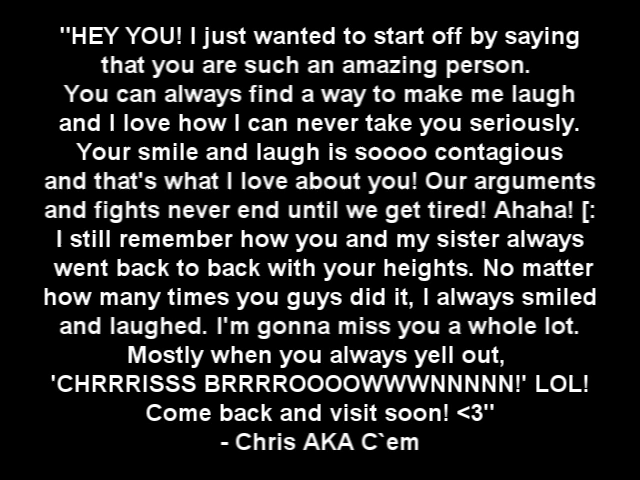 "HEY YOU! I just wanted to start off by saying
that you are such an amazing person.
You can always find a way to make me laugh
and I love how I can never take you seriously.
Your smile and laugh is soooo contagious
and that's what I love about you! Our arguments
and fights never end until we get tired! Ahaha! [:
I still remember how you and my sister always
went back to back with your heights. No matter
how many times you guys did it, I always smiled
and laughed. I'm gonna miss you a whole lot.
Mostly when you always yell out,
'CHRRRISSS BRRRROOOOWWWNNNNN!' LOL!
Come back and visit soon! <3"
- Chris AKA C`em